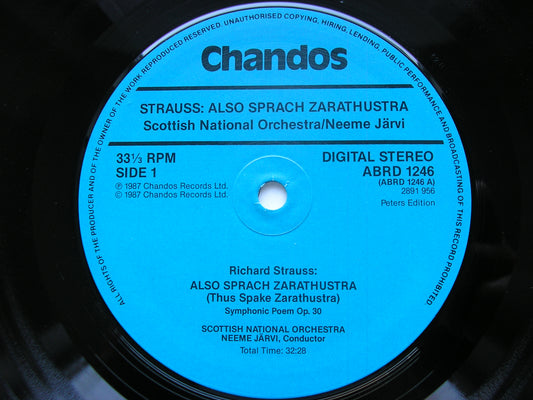 ALL RIGHTS OF THE PRODUCER AND OF THE OWNER OF THE WORK REPRODUCED RESERVED. UNAUTHORISED COPYING, HIRING, LENDING, PUBLIC PERFORMANCE AND BROADCASTING OF THIS RECORD PROHIBITED
Chandos
STRAUSS: ALSO SPRACH ZARATHUSTRA
Scottish National Orchestra/Neeme Järvi
33⅓ RPM
SIDE 1
℗ 1987 Chandos Records Ltd.
© 1987 Chandos Records Ltd.
DIGITAL STEREO
ABRD 1246
(ABRD 1246 A)
2891 956
Peters Edition
Richard Strauss:
ALSO SPRACH ZARATHUSTRA
(Thus Spake Zarathustra)
Symphonic Poem Op. 30
SCOTTISH NATIONAL ORCHESTRA
NEEME JÄRVI, Conductor
Total Time: 32:28